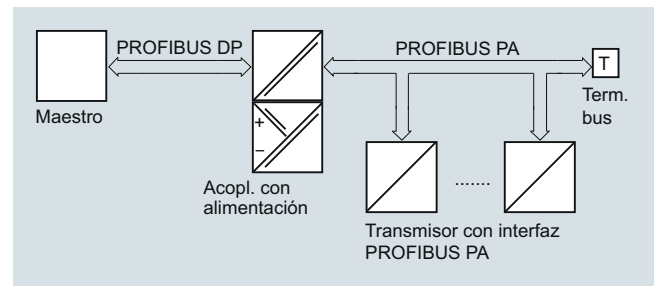 PROFIBUS DP
PROFIBUS PA
T
Maestro
Term.
bus
+
−
Acopl. con
alimentación
.......
Transmisor con interfaz
PROFIBUS PA